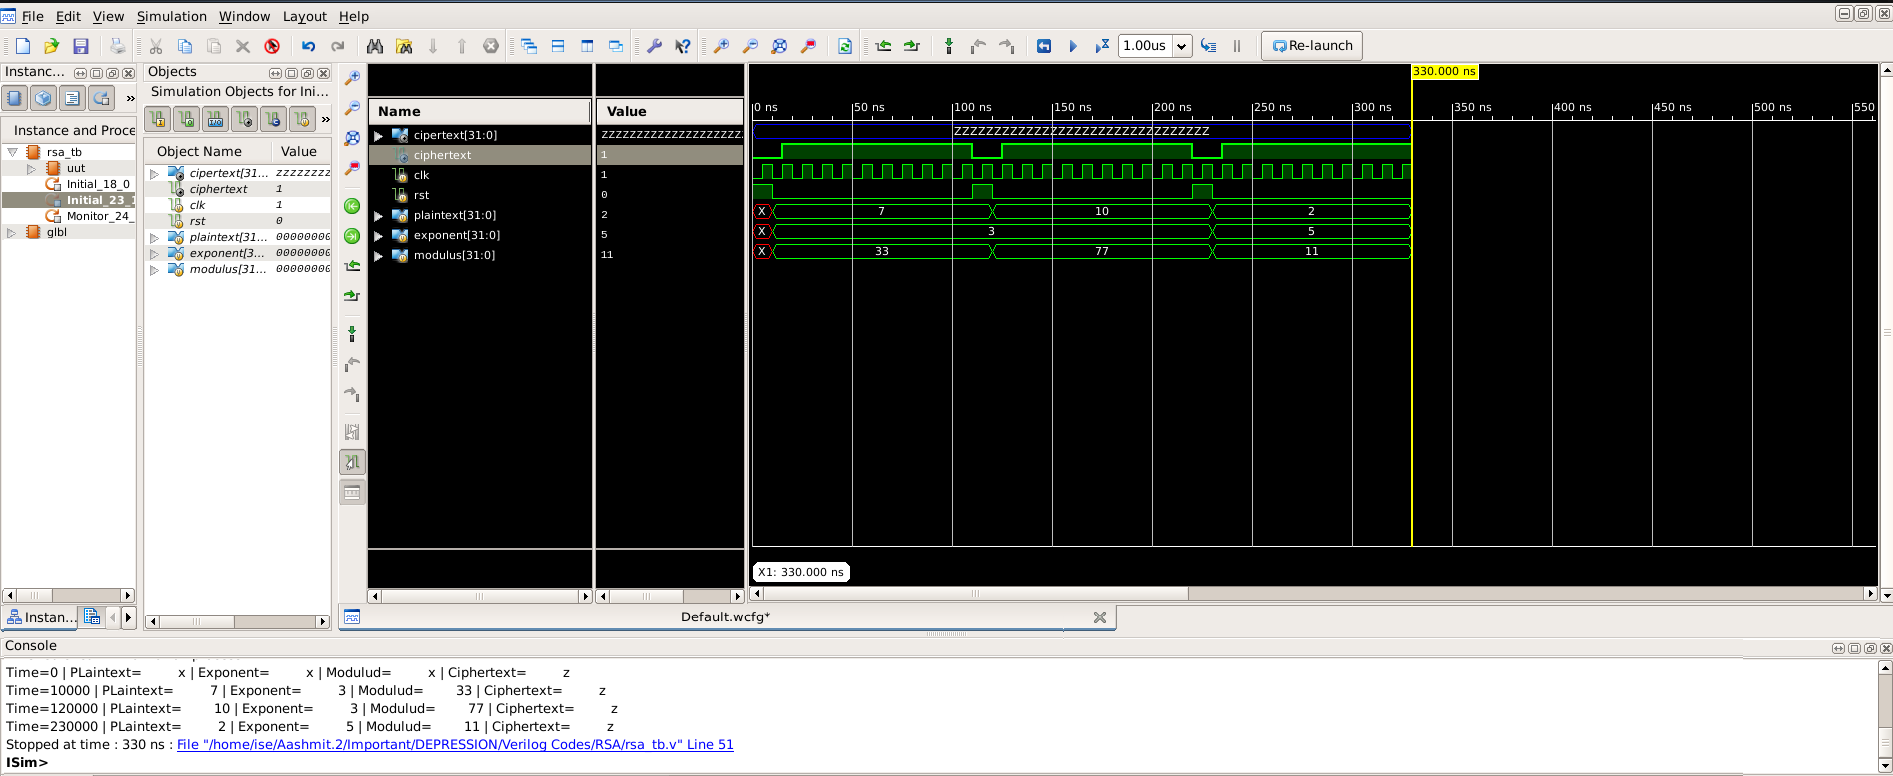 File Edit View Simulation Window Layout Help
1.00us
Re-launch
Instanc...
Instance and Proce
rsa_tb
uut
Initial_18_0
Initial_23_1
Monitor_24_
glbl
Instan...
Objects
Simulation Objects for Ini...
Object Name Value
cipertext[31... zzzzzzzz
ciphertext 1
clk 1
rst 0
plaintext[31... 00000000
exponent[3... 00000000
modulus[31... 00000000
Name Value
cipertext[31:0] zzzzzzzzzzzzzzzzzzzzz
ciphertext 1
clk 1
rst 0
plaintext[31:0] 2
exponent[31:0] 5
modulus[31:0] 11
330.000 ns
0 ns 50 ns 100 ns 150 ns 200 ns 250 ns 300 ns 350 ns 400 ns 450 ns 500 ns 550
ZZZZZZZZZZZZZZZZZZZZZZZZZZZZZZZZ
X 7 10 2
X 3 5
X 33 77 11
X1: 330.000 ns
Default.wcfg*
Console
Time=0 | PLaintext= x | Exponent= x | Modulud= x | Ciphertext= z
Time=10000 | PLaintext= 7 | Exponent= 3 | Modulud= 33 | Ciphertext= z
Time=120000 | PLaintext= 10 | Exponent= 3 | Modulud= 77 | Ciphertext= z
Time=230000 | PLaintext= 2 | Exponent= 5 | Modulud= 11 | Ciphertext= z
Stopped at time : 330 ns : File "/home/ise/Aashmit.2/Important/DEPRESSION/Verilog Codes/RSA/rsa_tb.v" Line 51
ISim>